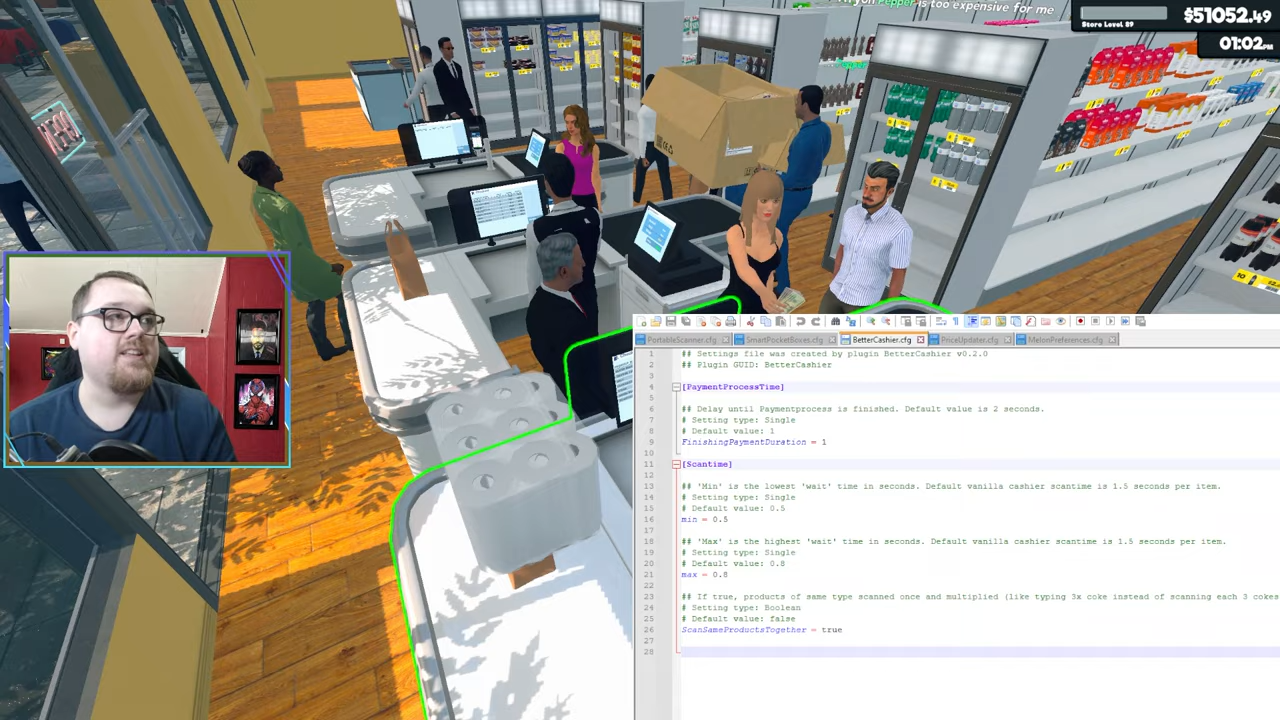 Pepper is too expensive for me
$51052.49
Store Level 89
01:02PM
PortableScanner.cfg SmartPocketBoxes.cfg BetterCashier.cfg PriceUpdater.cfg MelonPreferences.cfg
1 ## Settings file was created by plugin BetterCashier v0.2.0
2 ## Plugin GUID: BetterCashier
3
4 [PaymentProcessTime]
5
6 ## Delay until Paymentprocess is finished. Default value is 2 seconds.
7 # Setting type: Single
8 # Default value: 1
9 FinishingPaymentDuration = 1
10
11 [Scantime]
12
13 ## 'Min' is the lowest 'wait' time in seconds. Default vanilla cashier scantime is 1.5 seconds per item.
14 # Setting type: Single
15 # Default value: 0.5
16 min = 0.5
17
18 ## 'Max' is the highest 'wait' time in seconds. Default vanilla cashier scantime is 1.5 seconds per item.
19 # Setting type: Single
20 # Default value: 0.8
21 max = 0.8
22
23 ## If true, products of same type scanned once and multiplied (like typing 3x coke instead of scanning each 3 cokes
24 # Setting type: Boolean
25 # Default value: false
26 ScanSameProductsTogether = true
27
28